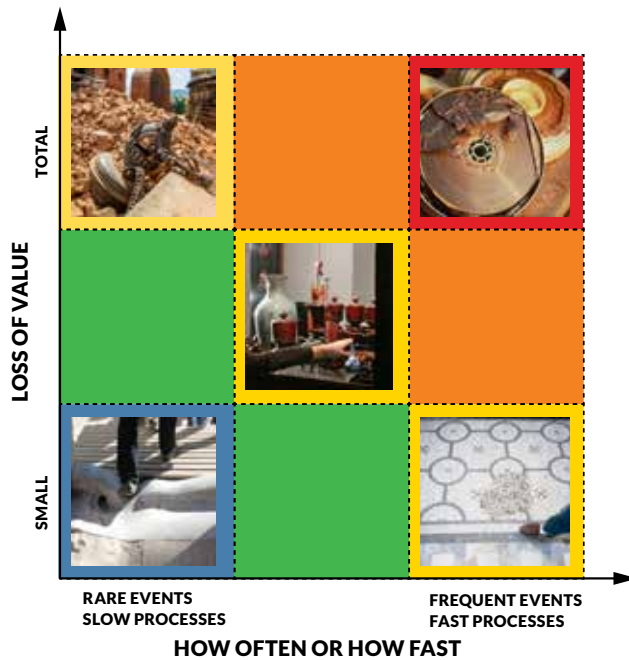 TOTAL
LOSS OF VALUE
SMALL
RARE EVENTS
SLOW PROCESSES
FREQUENT EVENTS
FAST PROCESSES
HOW OFTEN OR HOW FAST